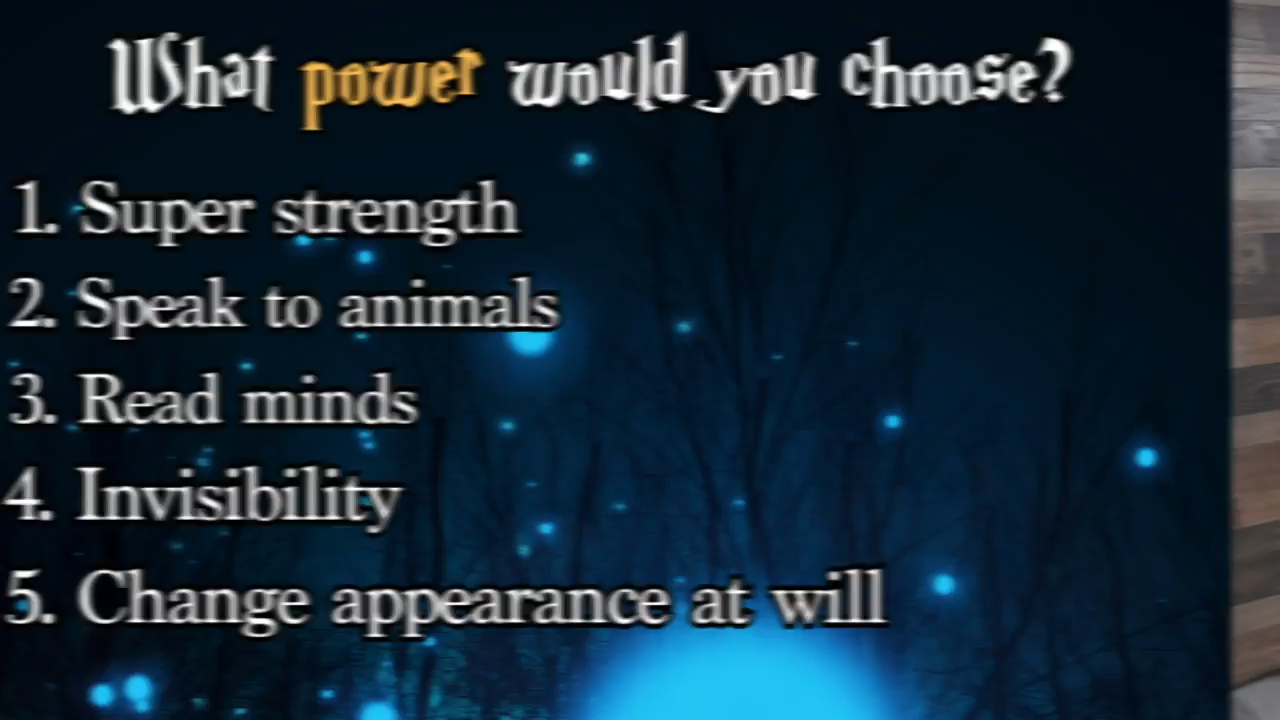 What power would you choose?
1. Super strength
2. Speak to animals
3. Read minds
4. Invisibility
5. Change appearance at will